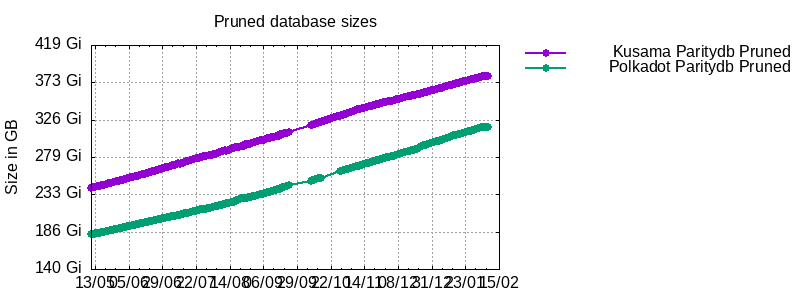 Pruned database sizes
419 Gi
373 Gi
326 Gi
279 Gi
233 Gi
186 Gi
140 Gi
Size in GB
13/05 05/06 29/06 22/07 14/08 06/09 29/09 22/10 14/11 08/12 31/12 23/01 15/02
Kusama Paritydb Pruned
Polkadot Paritydb Pruned